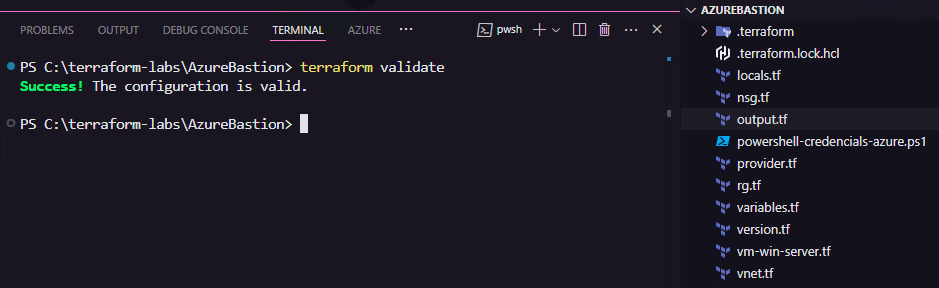 PROBLEMS OUTPUT DEBUG CONSOLE TERMINAL AZURE ... pwsh
PS C:\terraform-labs\AzureBastion> terraform validate
Success! The configuration is valid.
PS C:\terraform-labs\AzureBastion>
AZUREBASTION
.terraform
.terraform.lock.hcl
locals.tf
nsg.tf
output.tf
powershell-credencials-azure.ps1
provider.tf
rg.tf
variables.tf
version.tf
vm-win-server.tf
vnet.tf